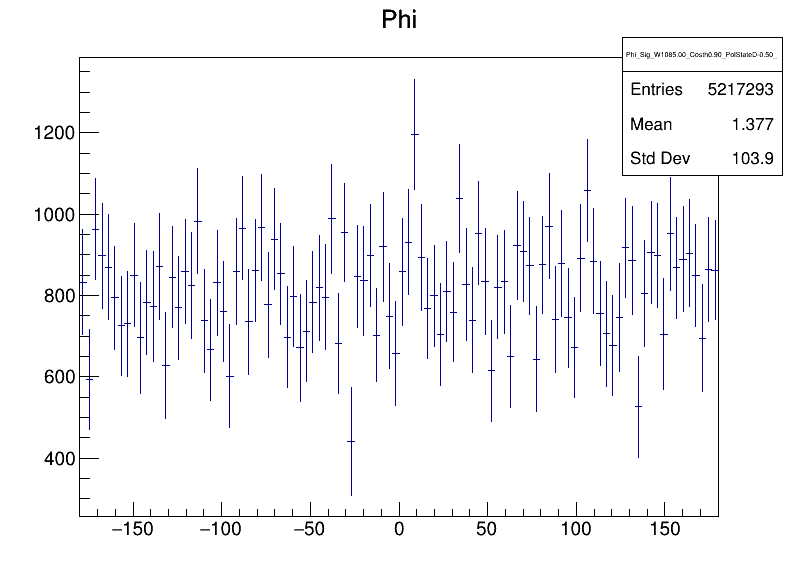 Phi
Phi_Sig_W1085.00_Costh0.90_PolStateD-0.50_
Entries 5217293
Mean 1.377
Std Dev 103.9
1200
1000
800
600
400
−150 −100 −50 0 50 100 150